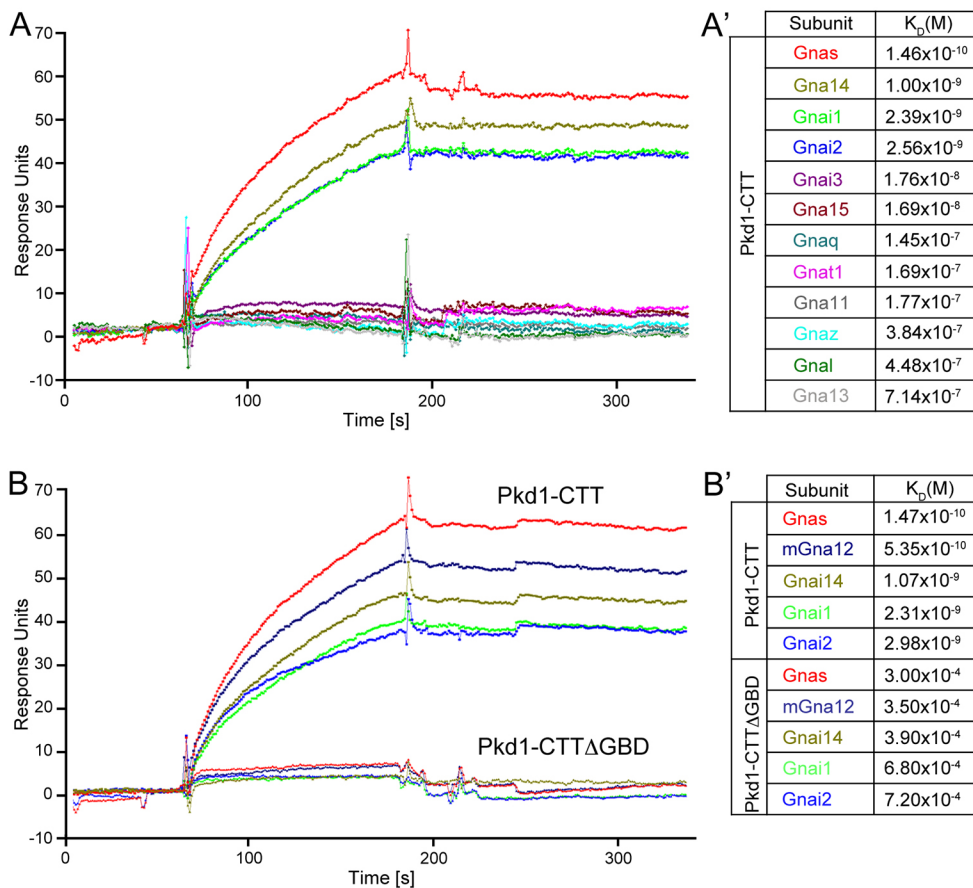 A
70
60
50
40
30
20
10
0
-10
Response Units
0
100
200
300
Time [s]
A'
Subunit K_D(M)
Pkd1-CTT
Gnas 1.46x10⁻¹⁰
Gna14 1.00x10⁻⁹
Gnai1 2.39x10⁻⁹
Gnai2 2.56x10⁻⁹
Gnai3 1.76x10⁻⁸
Gna15 1.69x10⁻⁸
Gnaq 1.45x10⁻⁷
Gnat1 1.69x10⁻⁷
Gna11 1.77x10⁻⁷
Gnaz 3.84x10⁻⁷
Gnal 4.48x10⁻⁷
Gna13 7.14x10⁻⁷
B
70
60
50
40
30
20
10
0
-10
Response Units
Pkd1-CTT
Pkd1-CTTΔGBD
0
100
200
300
Time [s]
B'
Subunit K_D(M)
Pkd1-CTT
Gnas 1.47x10⁻¹⁰
mGna12 5.35x10⁻¹⁰
Gnai14 1.07x10⁻⁹
Gnai1 2.31x10⁻⁹
Gnai2 2.98x10⁻⁹
Pkd1-CTTΔGBD
Gnas 3.00x10⁻⁴
mGna12 3.50x10⁻⁴
Gnai14 3.90x10⁻⁴
Gnai1 6.80x10⁻⁴
Gnai2 7.20x10⁻⁴